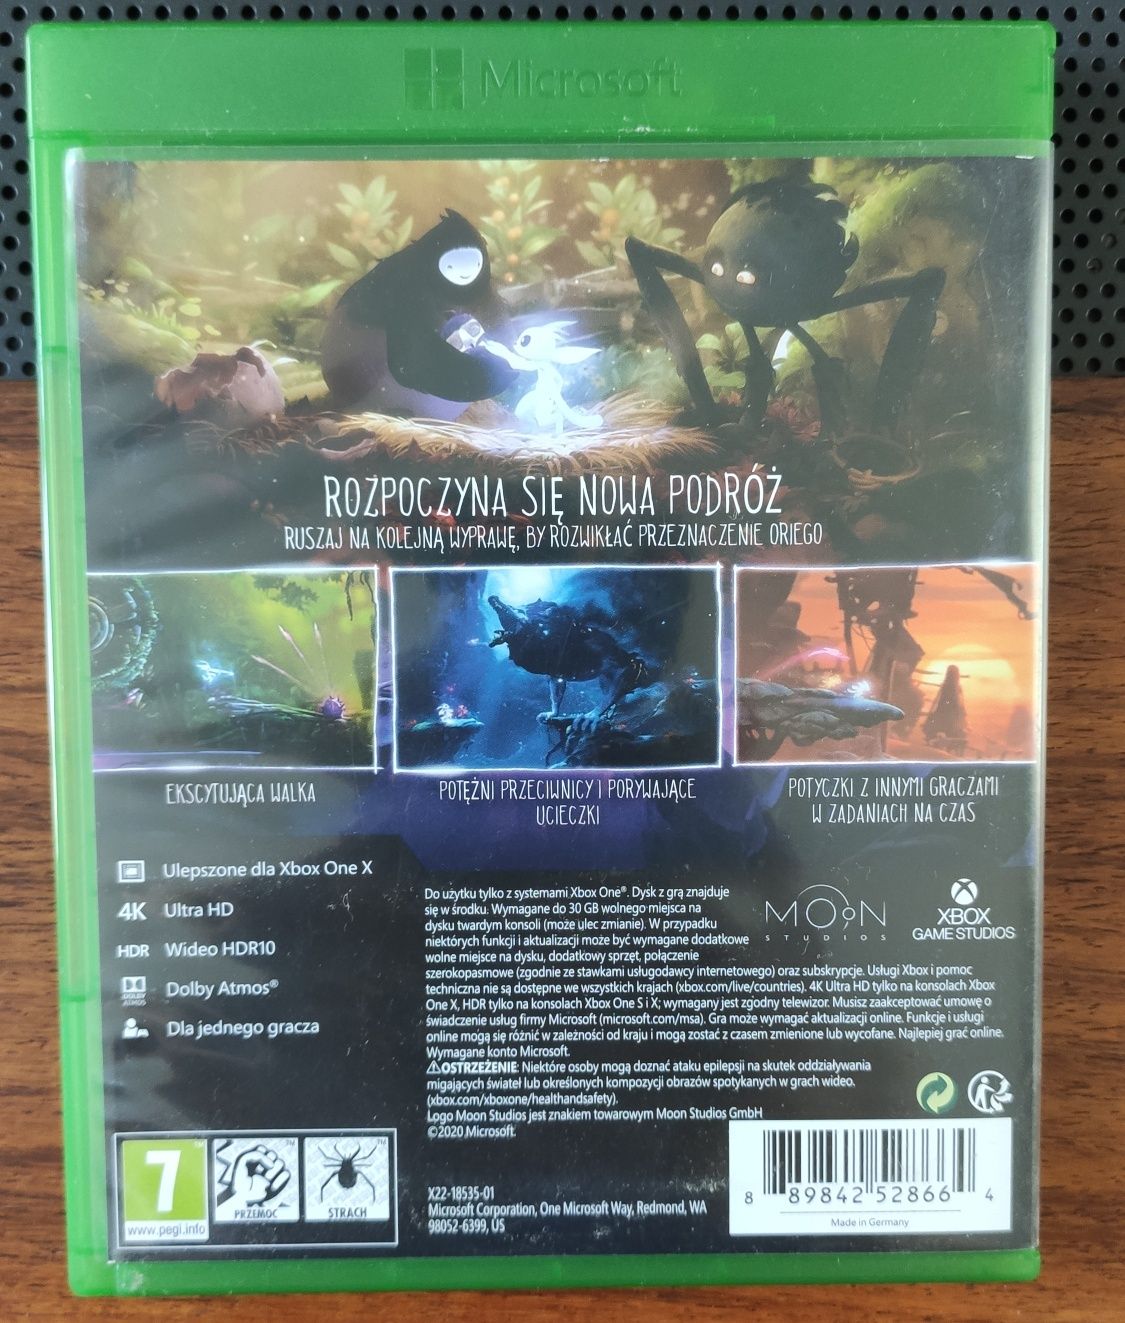 Microsoft
ROZPOCZYNA SIĘ NOWA PODRÓŻ
RUSZAJ NA KOLEJNĄ WYPRAWĘ, BY ROZWIKŁAĆ PRZEZNACZENIE ORIEGO
EKSCYTUJĄCA WALKA
POTĘŻNI PRZECIWNICY I PORYWAJĄCE
UCIECZKI
POTYCZKI Z INNYMI GRACZAMI
W ZADANIACH NA CZAS
Ulepszone dla Xbox One X
4K Ultra HD
HDR Wideo HDR10
DOLBY ATMOS Dolby Atmos®
Dla jednego gracza
Do użytku tylko z systemami Xbox One®. Dysk z grą znajduje
się w środku. Wymagane do 30 GB wolnego miejsca na
dysku twardym konsoli (może ulec zmianie). W przypadku
niektórych funkcji i aktualizacji może być wymagane dodatkowe
wolne miejsce na dysku, dodatkowy sprzęt, połączenie
szerokopasmowe (zgodnie ze stawkami usługodawcy internetowego) oraz subskrypcje. Usługi Xbox i pomoc
techniczna nie są dostępne we wszystkich krajach (xbox.com/live/countries). 4K Ultra HD tylko na konsolach Xbox
One X, HDR tylko na konsolach Xbox One S i X; wymagany jest zgodny telewizor. Musisz zaakceptować umowę o
świadczenie usług firmy Microsoft (microsoft.com/msa). Gra może wymagać aktualizacji online. Funkcje i usługi
online mogą się różnić w zależności od kraju i mogą zostać z czasem zmienione lub wycofane. Najlepiej grać online.
Wymagane konto Microsoft.
⚠OSTRZEŻENIE: Niektóre osoby mogą doznać ataku epilepsji na skutek oddziaływania
migających świateł lub określonych kompozycji obrazów spotykanych w grach wideo.
(xbox.com/xboxone/healthandsafety).
Logo Moon Studios jest znakiem towarowym Moon Studios GmbH
©2020 Microsoft.
MOON
STUDIOS
XBOX
GAME STUDIOS
7
www.pegi.info
PRZEMOC
STRACH
X22-18535-01
Microsoft Corporation, One Microsoft Way, Redmond, WA
98052-6399, US
8 89842 52866 4
Made in Germany